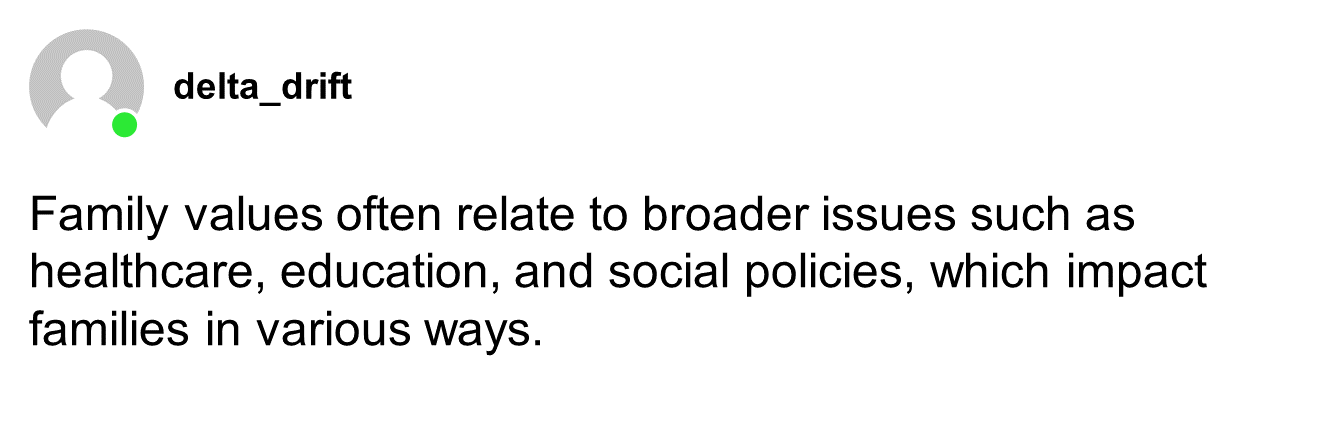 delta_drift
Family values often relate to broader issues such as
healthcare, education, and social policies, which impact
families in various ways.